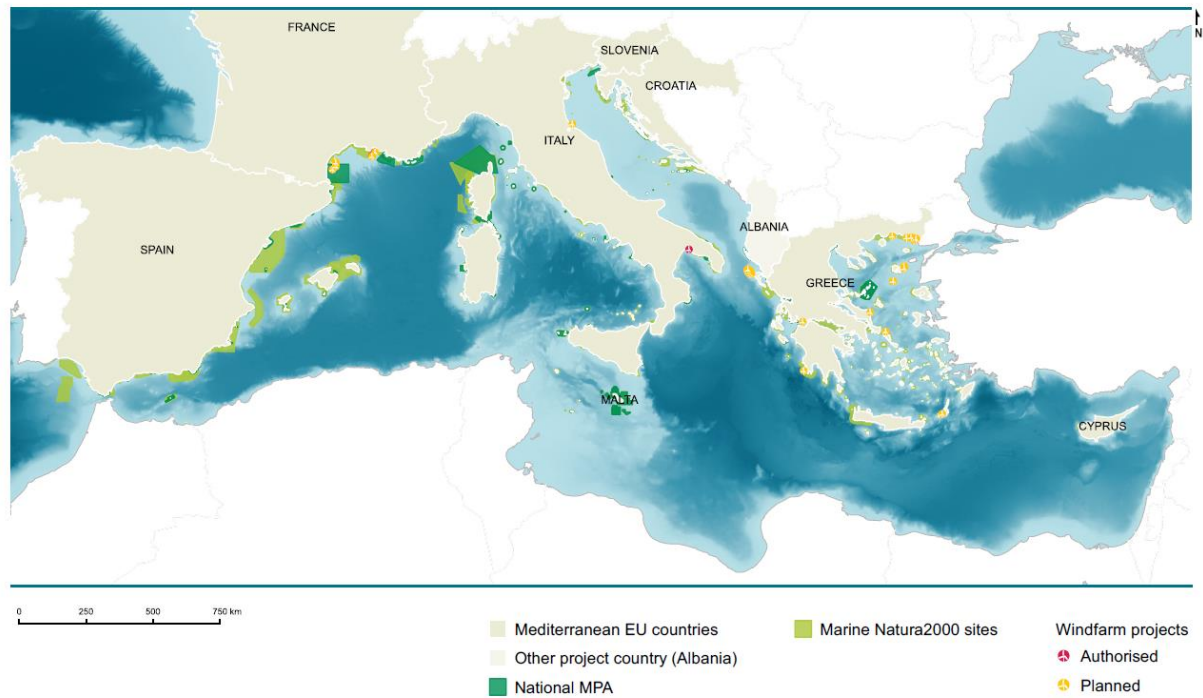 N
FRANCE
SLOVENIA
CROATIA
ITALY
SPAIN
ALBANIA
GREECE
MALTA
CYPRUS
0 250 500 750 km
Mediterranean EU countries
Other project country (Albania)
National MPA
Marine Natura2000 sites
Windfarm projects
Authorised
Planned